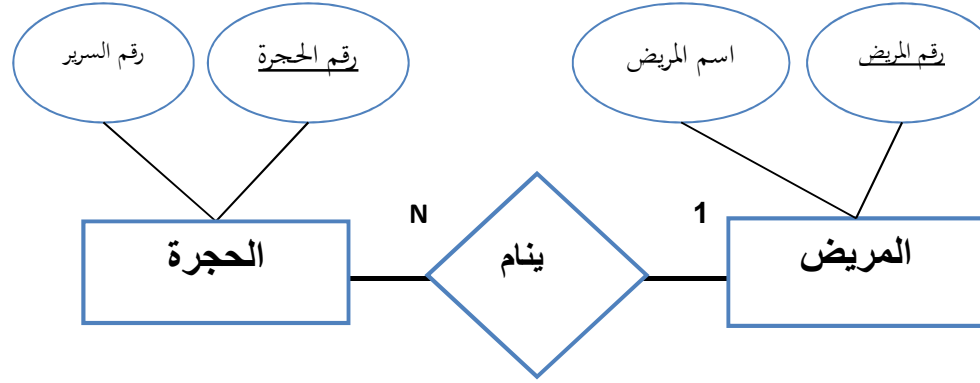 رقم المريض
اسم المريض
رقم الحجرة
رقم السرير
1
N
المريض
ينام
الحجرة